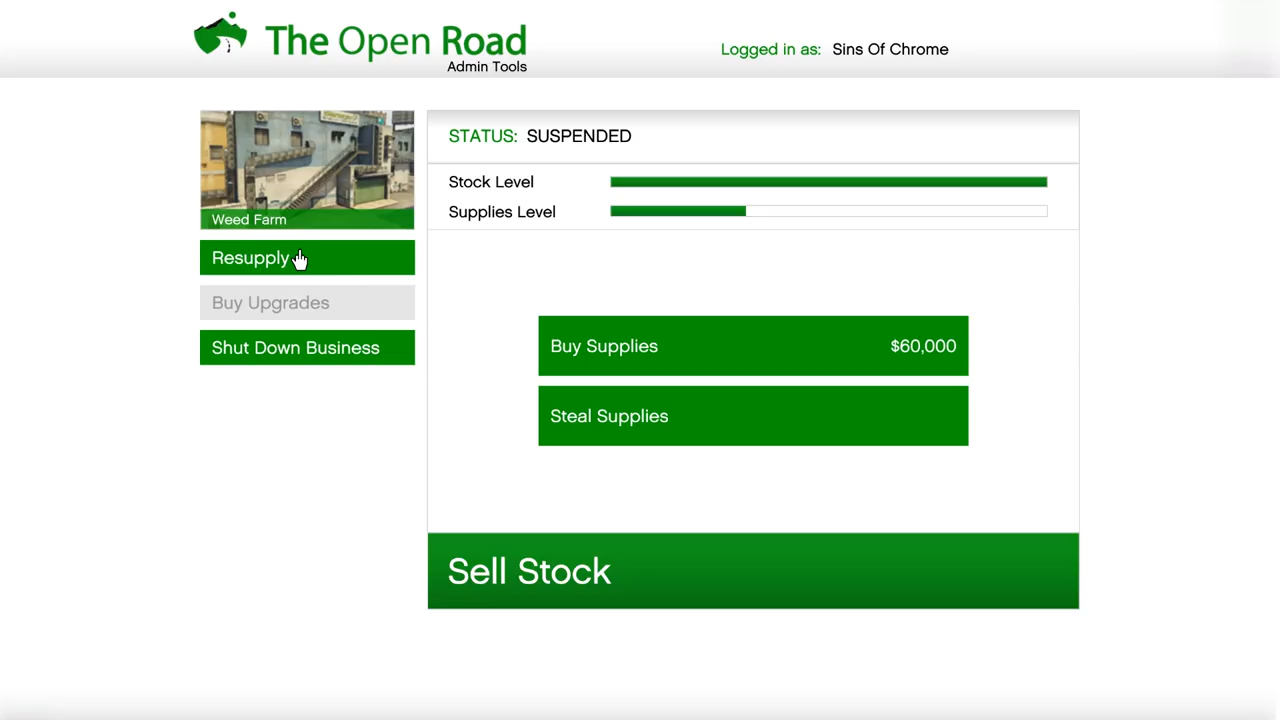 The Open Road
Admin Tools
Logged in as: Sins Of Chrome
Weed Farm
Resupply
Buy Upgrades
Shut Down Business
STATUS: SUSPENDED
Stock Level
Supplies Level
Buy Supplies $60,000
Steal Supplies
Sell Stock